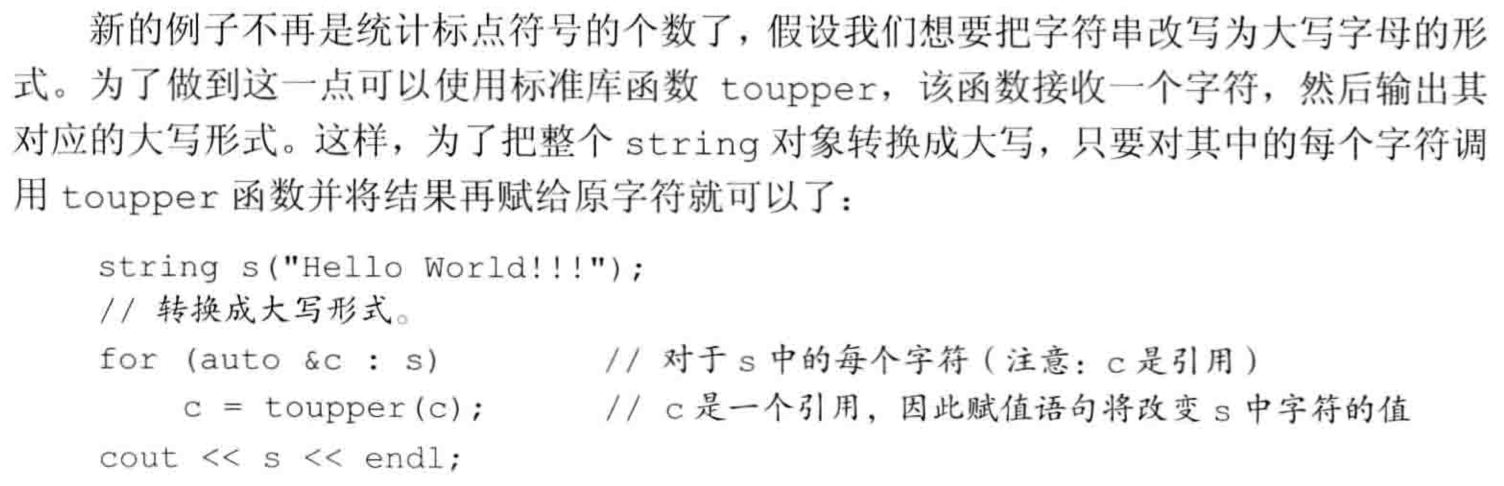 新的例子不再是统计标点符号的个数了，假设我们想要把字符串改写为大写字母的形
式。为了做到这一点可以使用标准库函数 toupper，该函数接收一个字符，然后输出其
对应的大写形式。这样，为了把整个 string 对象转换成大写，只要对其中的每个字符调
用 toupper 函数并将结果再赋给原字符就可以了：
string s("Hello World!!!");
// 转换成大写形式。
for (auto &c : s) // 对于 s 中的每个字符（注意：c 是引用）
c = toupper(c); // c 是一个引用，因此赋值语句将改变 s 中字符的值
cout << s << endl;